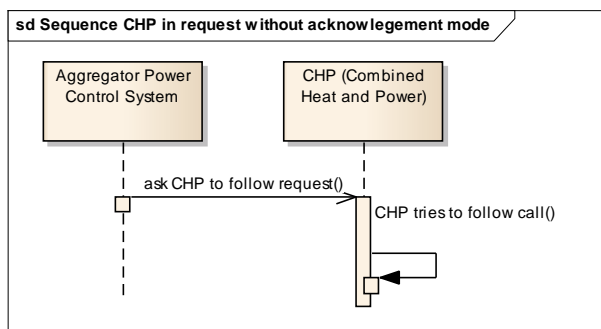 sd Sequence CHP in request without acknowlegement mode
Aggregator Power
Control System
CHP (Combined
Heat and Power)
ask CHP to follow request()
CHP tries to follow call()